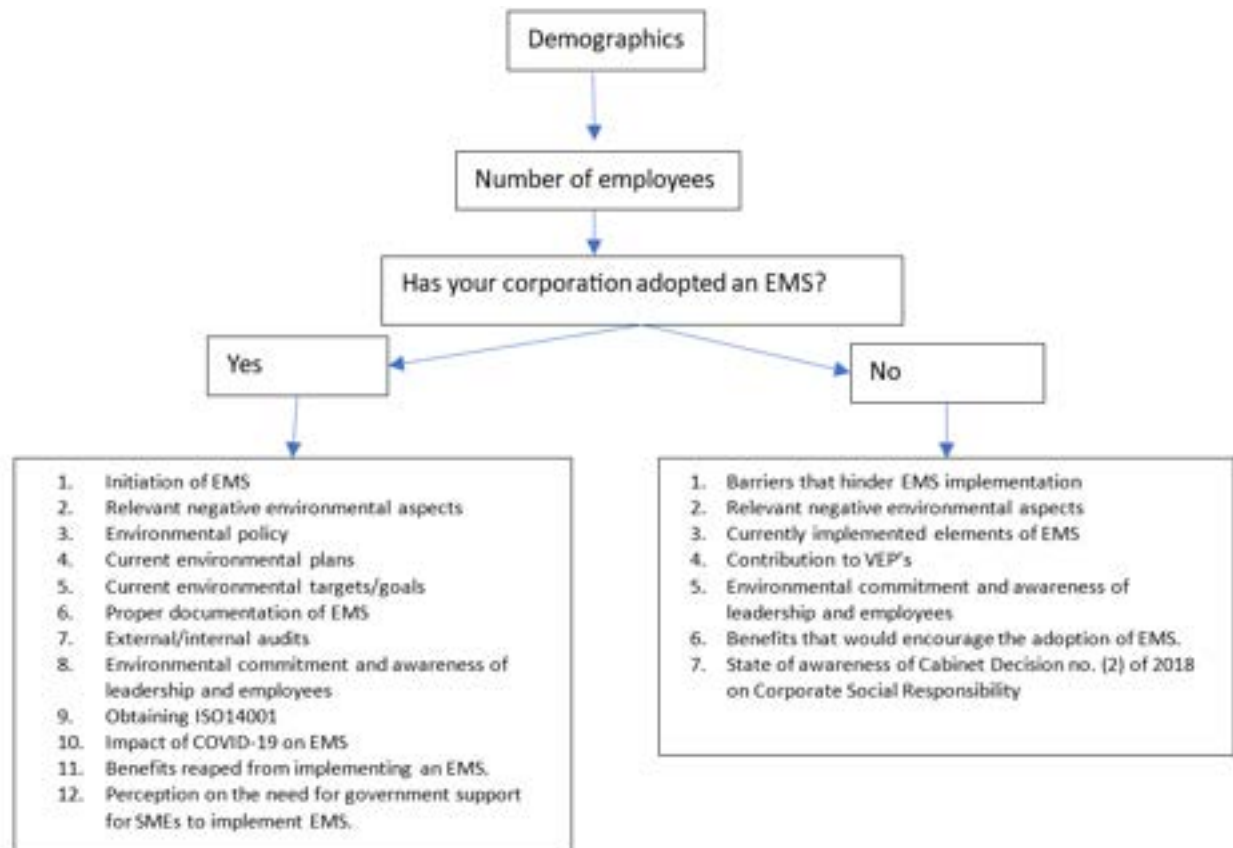 Demographics
Number of employees
Has your corporation adopted an EMS?
Yes
No
1. Initiation of EMS
2. Relevant negative environmental aspects
3. Environmental policy
4. Current environmental plans
5. Current environmental targets/goals
6. Proper documentation of EMS
7. External/internal audits
8. Environmental commitment and awareness of
leadership and employees
9. Obtaining ISO14001
10. Impact of COVID-19 on EMS
11. Benefits reaped from implementing an EMS.
12. Perception on the need for government support
for SMEs to implement EMS.
1. Barriers that hinder EMS implementation
2. Relevant negative environmental aspects
3. Currently implemented elements of EMS
4. Contribution to VEP's
5. Environmental commitment and awareness of
leadership and employees
6. Benefits that would encourage the adoption of EMS.
7. State of awareness of Cabinet Decision no. (2) of 2018
on Corporate Social Responsibility